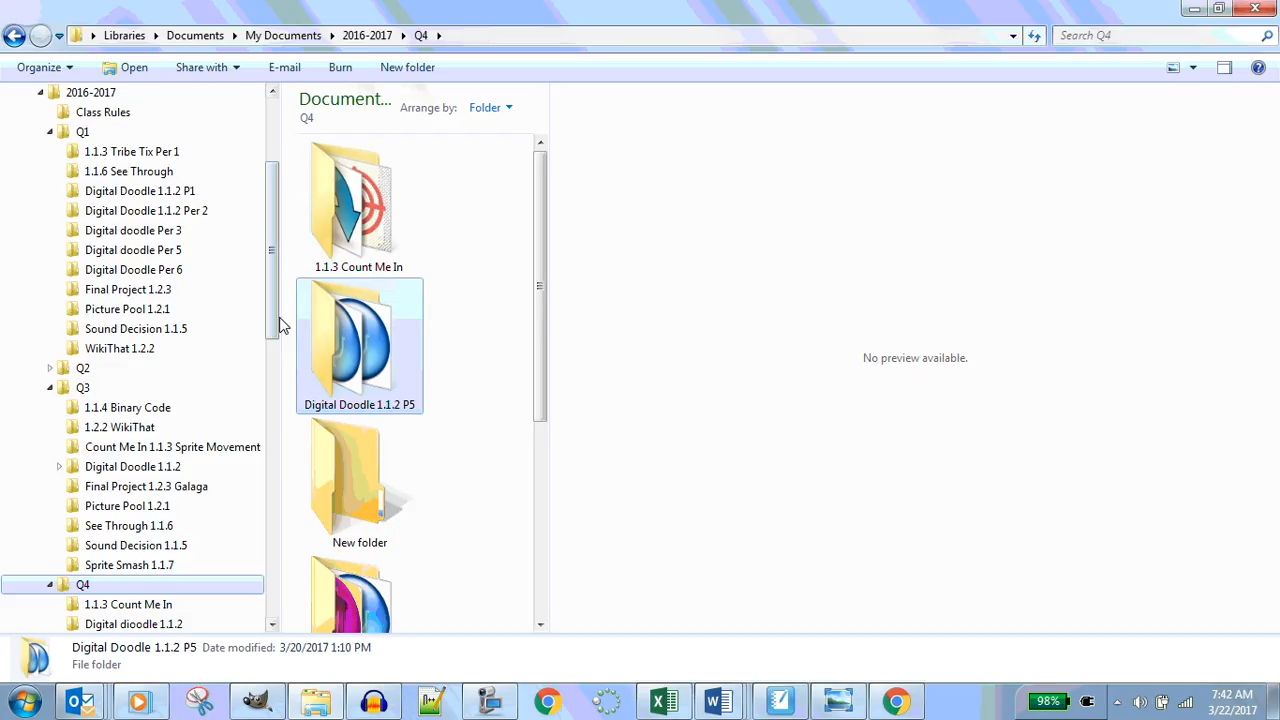 Libraries Documents My Documents 2016-2017 Q4
Search Q4
Organize Open Share with E-mail Burn New folder
2016-2017
Class Rules
Q1
1.1.3 Tribe Tix Per 1
1.1.6 See Through
Digital Doodle 1.1.2 P1
Digital Doodle 1.1.2 Per 2
Digital doodle Per 3
Digital doodle Per 5
Digital Doodle Per 6
Final Project 1.2.3
Picture Pool 1.2.1
Sound Decision 1.1.5
WikiThat 1.2.2
Q2
Q3
1.1.4 Binary Code
1.2.2 WikiThat
Count Me In 1.1.3 Sprite Movement
Digital Doodle 1.1.2
Final Project 1.2.3 Galaga
Picture Pool 1.2.1
See Through 1.1.6
Sound Decision 1.1.5
Sprite Smash 1.1.7
Q4
1.1.3 Count Me In
Digital dioodle 1.1.2
Document...
Q4
Arrange by: Folder
1.1.3 Count Me In
Digital Doodle 1.1.2 P5
New folder
No preview available.
Digital Doodle 1.1.2 P5 Date modified: 3/20/2017 1:10 PM
File folder
98%
7:42 AM
3/22/2017